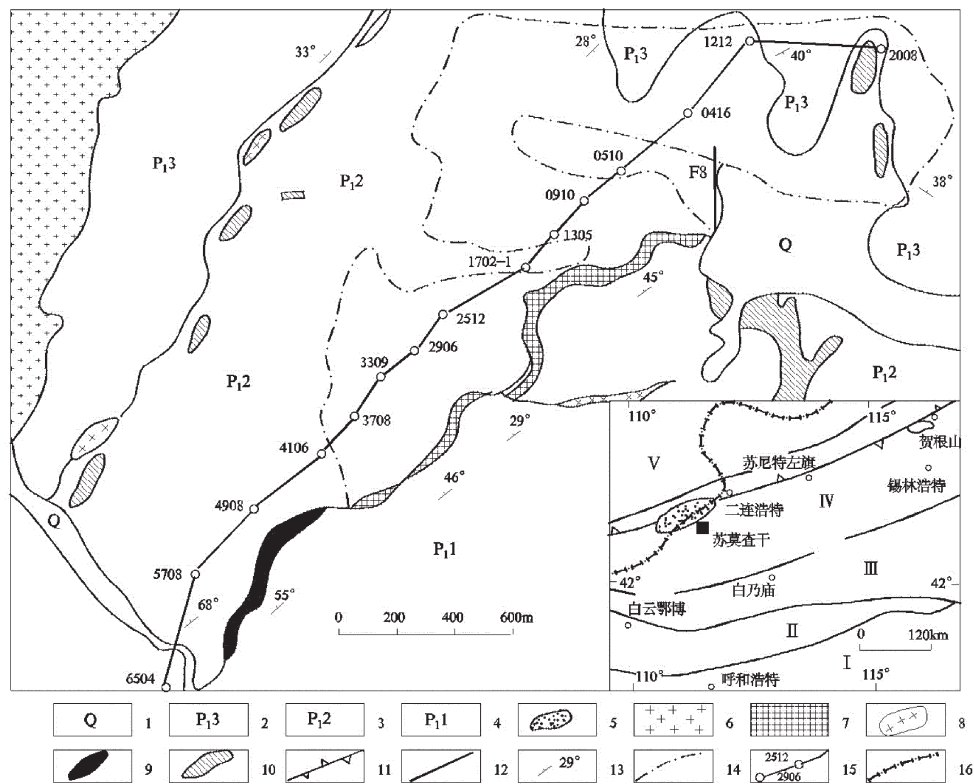 33°
28°
P₁3
1212
40°
2008
P₁3
0416
P₁3
0510
F8
P₁2
38°
0910
1305
Q
1702-1
P₁3
45°
2512
2906
3309
P₁2
P₁2
3708
29°
4106
46°
4908
Q
P₁1
5708
68°
55°
0 200 400 600m
6504
110°
115°
贺根山
苏尼特左旗
Ⅴ
锡林浩特
Ⅳ
二连浩特
苏莫查干
Ⅲ
42°
42°
白乃庙
白云鄂博
Ⅱ
0 120km
Ⅰ
110°
115°
呼和浩特
Q 1 P₁3 2 P₁2 3 P₁1 4 5 6 7 8
9 10 11 12 29° 13 14 2512 2906 15 16